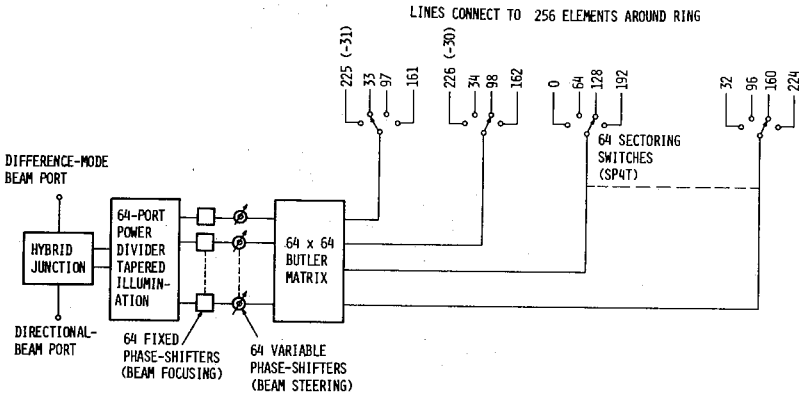 LINES CONNECT TO 256 ELEMENTS AROUND RING
225 (-31)
33
97
161
226 (-30)
34
98
162
0
64
128
192
32
96
160
224
64 SECTORING
SWITCHES
(SP4T)
DIFFERENCE-MODE
BEAM PORT
HYBRID
JUNCTION
DIRECTIONAL-
BEAM PORT
64-PORT
POWER
DIVIDER
TAPERED
ILLUMIN-
ATION
64 x 64
BUTLER
MATRIX
64 FIXED
PHASE-SHIFTERS
(BEAM FOCUSING)
64 VARIABLE
PHASE-SHIFTERS
(BEAM STEERING)